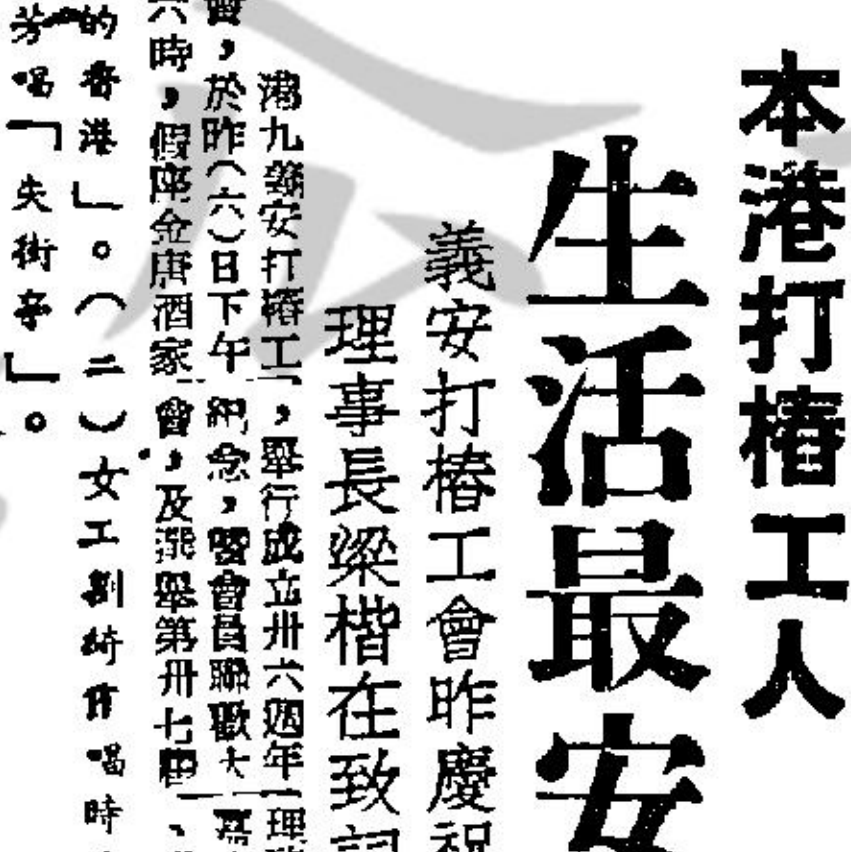 本港打樁工人
生活最安
義安打樁工會昨慶祝
理事長梁楷在致詞
港九義安打樁工
,舉行成立卅六週年
理
,於昨(六)日下午
紀念,暨會員聯歡大
六時,假座金唐酒家
會,及選舉第卅七屆
的香港」。(二)女工劉綺
唱時
芳唱「失街亭」。